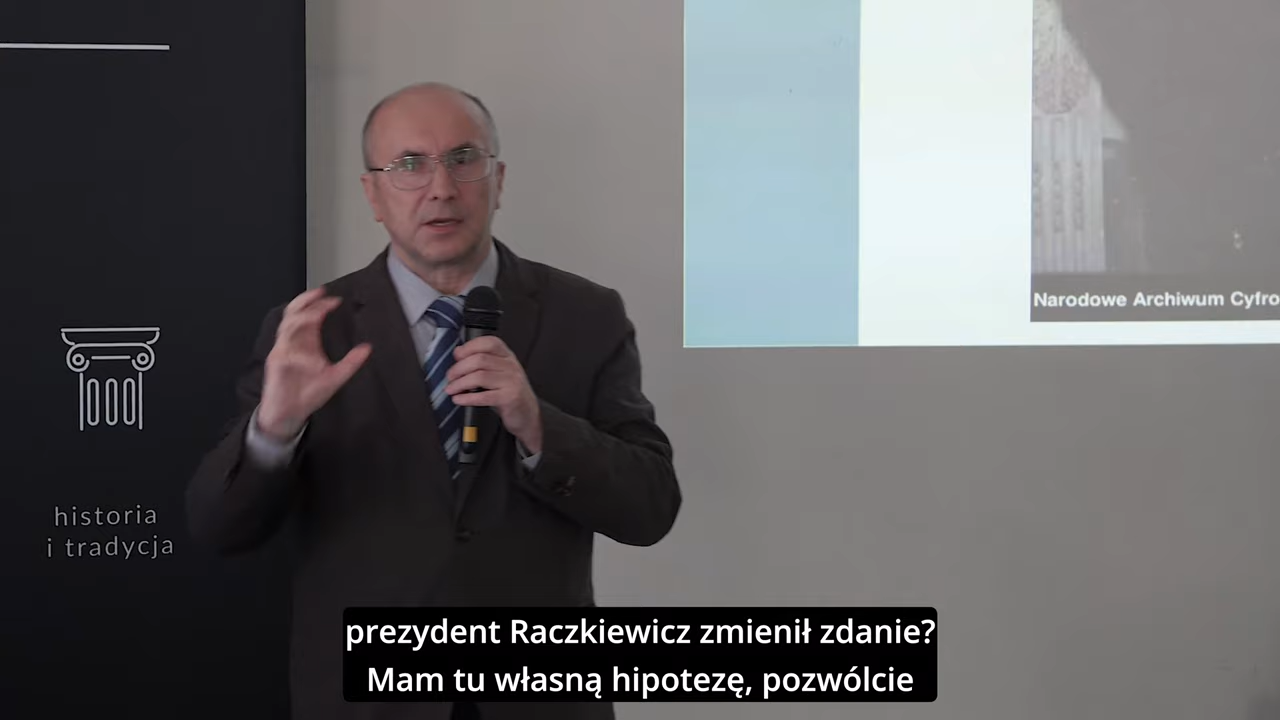 Narodowe Archiwum Cyfro
historia
i tradycja
prezydent Raczkiewicz zmienił zdanie?
Mam tu własną hipotezę, pozwólcie